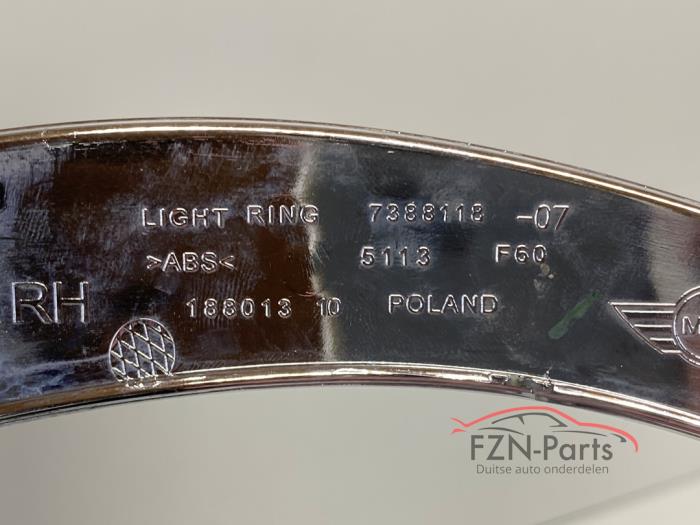 LIGHT RING 7388118 -07
>ABS< 5113 F60
RH
188013 10 POLAND
M
FZN-Parts
Duitse auto onderdelen